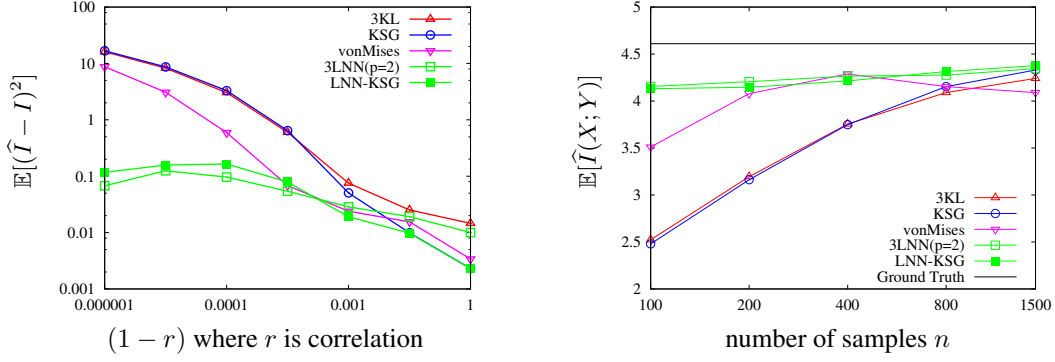 100
10
1
0.1
0.01
0.001
0.000001
0.0001
0.001
1
𝔼[(Î − I)²]
(1 − r) where r is correlation
3KL
KSG
vonMises
3LNN(p=2)
LNN-KSG
5
4.5
4
3.5
3
2.5
2
100
200
400
800
1500
𝔼[Î(X; Y)]
number of samples n
3KL
KSG
vonMises
3LNN(p=2)
LNN-KSG
Ground Truth